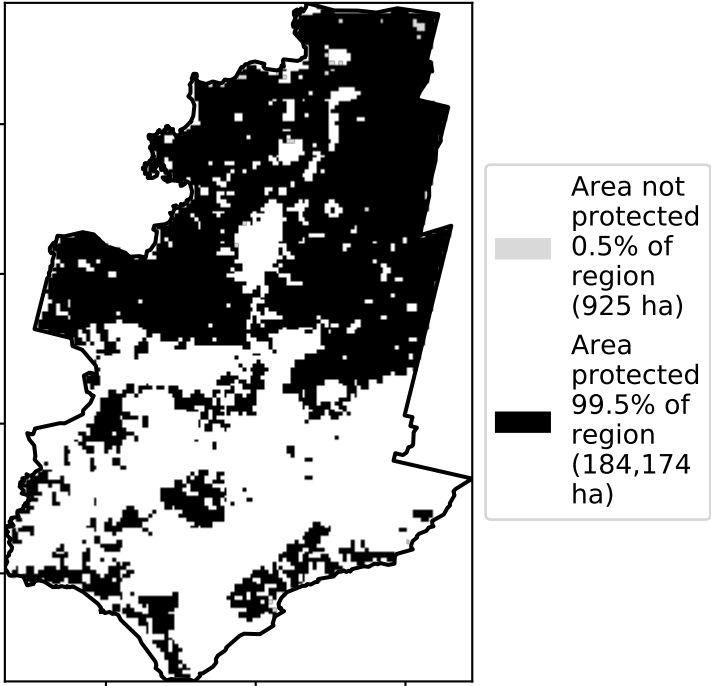 Area not
protected
0.5% of
region
(925 ha)
Area
protected
99.5% of
region
(184,174
ha)